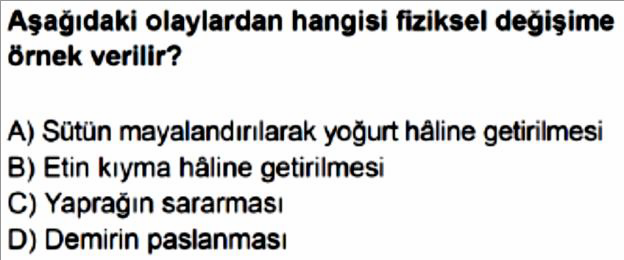 Aşağıdaki olaylardan hangisi fiziksel değişime
örnek verilir?
A) Sütün mayalandırılarak yoğurt hâline getirilmesi
B) Etin kıyma hâline getirilmesi
C) Yaprağın sararması
D) Demirin paslanması